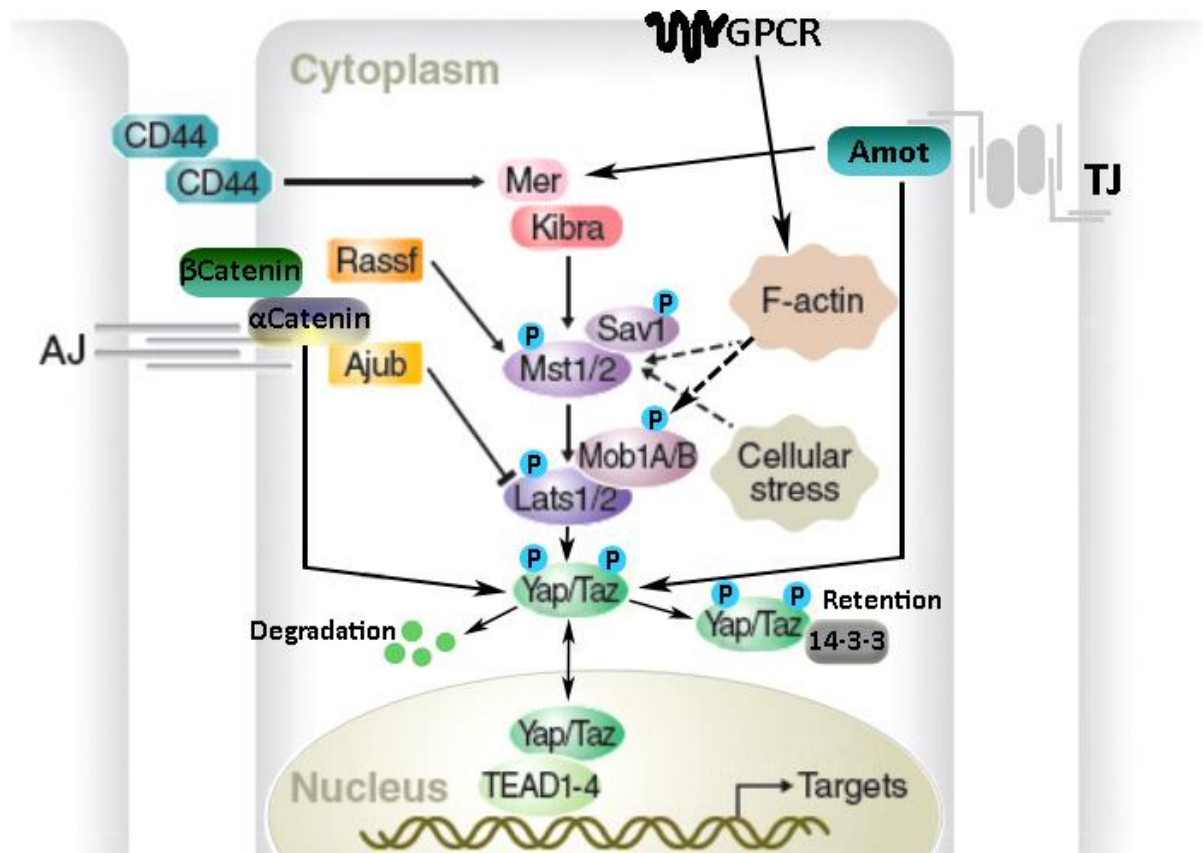 GPCR
Cytoplasm
CD44
CD44
Mer
Amot
TJ
Kibra
βCatenin
Rassf
αCatenin
F-actin
P
Sav1
P
AJ
Ajub
Mst1/2
P
Mob1A/B
P
Cellular
stress
Lats1/2
P
P
Yap/Taz
Degradation
P
P
Retention
Yap/Taz
14-3-3
Yap/Taz
Nucleus
TEAD1-4
Targets